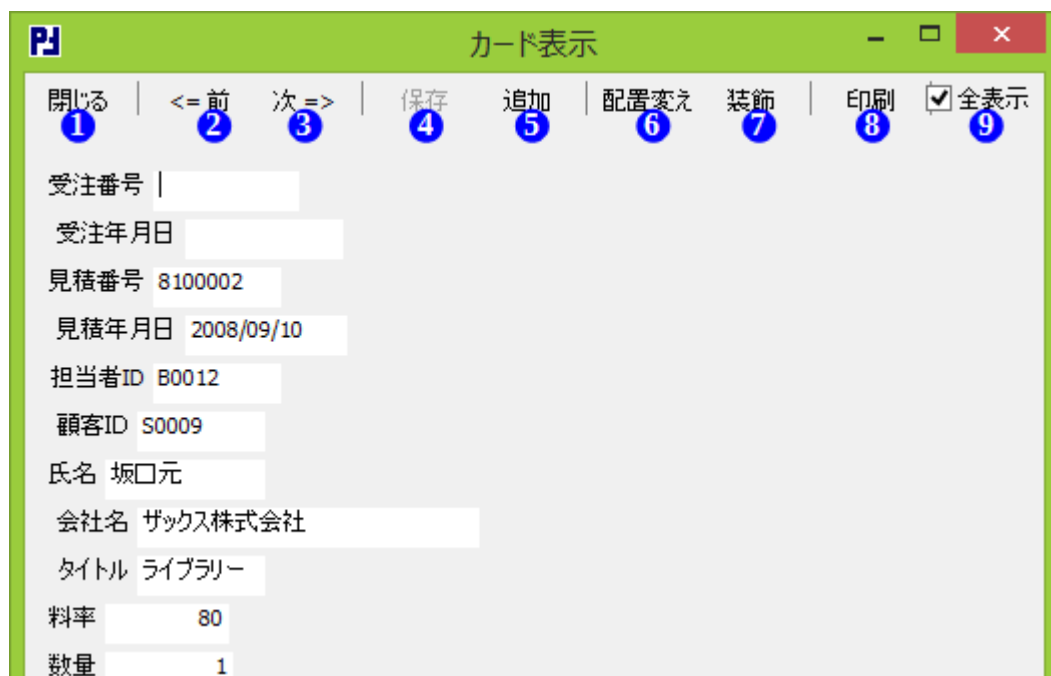 カード表示
閉じる <= 前 次 => 保存 追加 配置変え 装飾 印刷 全表示
1 2 3 4 5 6 7 8 9
受注番号
受注年月日
見積番号 8100002
見積年月日 2008/09/10
担当者ID B0012
顧客ID S0009
氏名 坂口元
会社名 ザックス株式会社
タイトル ライブラリー
料率 80
数量 1